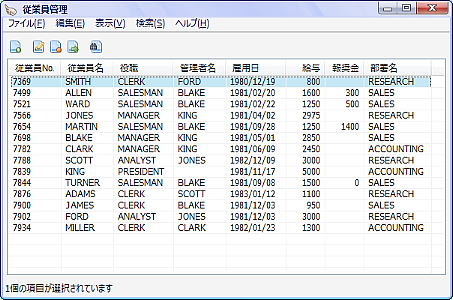 従業員管理
ファイル(F) 編集(E) 表示(V) 検索(S) ヘルプ(H)
従業員No. 従業員名 役職 管理者名 雇用日 給与 報奨金 部署名
7369 SMITH CLERK FORD 1980/12/19 800 RESEARCH
7499 ALLEN SALESMAN BLAKE 1981/02/20 1600 300 SALES
7521 WARD SALESMAN BLAKE 1981/02/22 1250 500 SALES
7566 JONES MANAGER KING 1981/04/02 2975 RESEARCH
7654 MARTIN SALESMAN BLAKE 1981/09/28 1250 1400 SALES
7698 BLAKE MANAGER KING 1981/05/01 2850 SALES
7782 CLARK MANAGER KING 1981/06/09 2450 ACCOUNTING
7788 SCOTT ANALYST JONES 1982/12/09 3000 RESEARCH
7839 KING PRESIDENT 1981/11/17 5000 ACCOUNTING
7844 TURNER SALESMAN BLAKE 1981/09/08 1500 0 SALES
7876 ADAMS CLERK SCOTT 1983/01/12 1100 RESEARCH
7900 JAMES CLERK BLAKE 1981/12/03 950 SALES
7902 FORD ANALYST JONES 1981/12/03 3000 RESEARCH
7934 MILLER CLERK CLARK 1982/01/23 1300 ACCOUNTING
1個の項目が選択されています